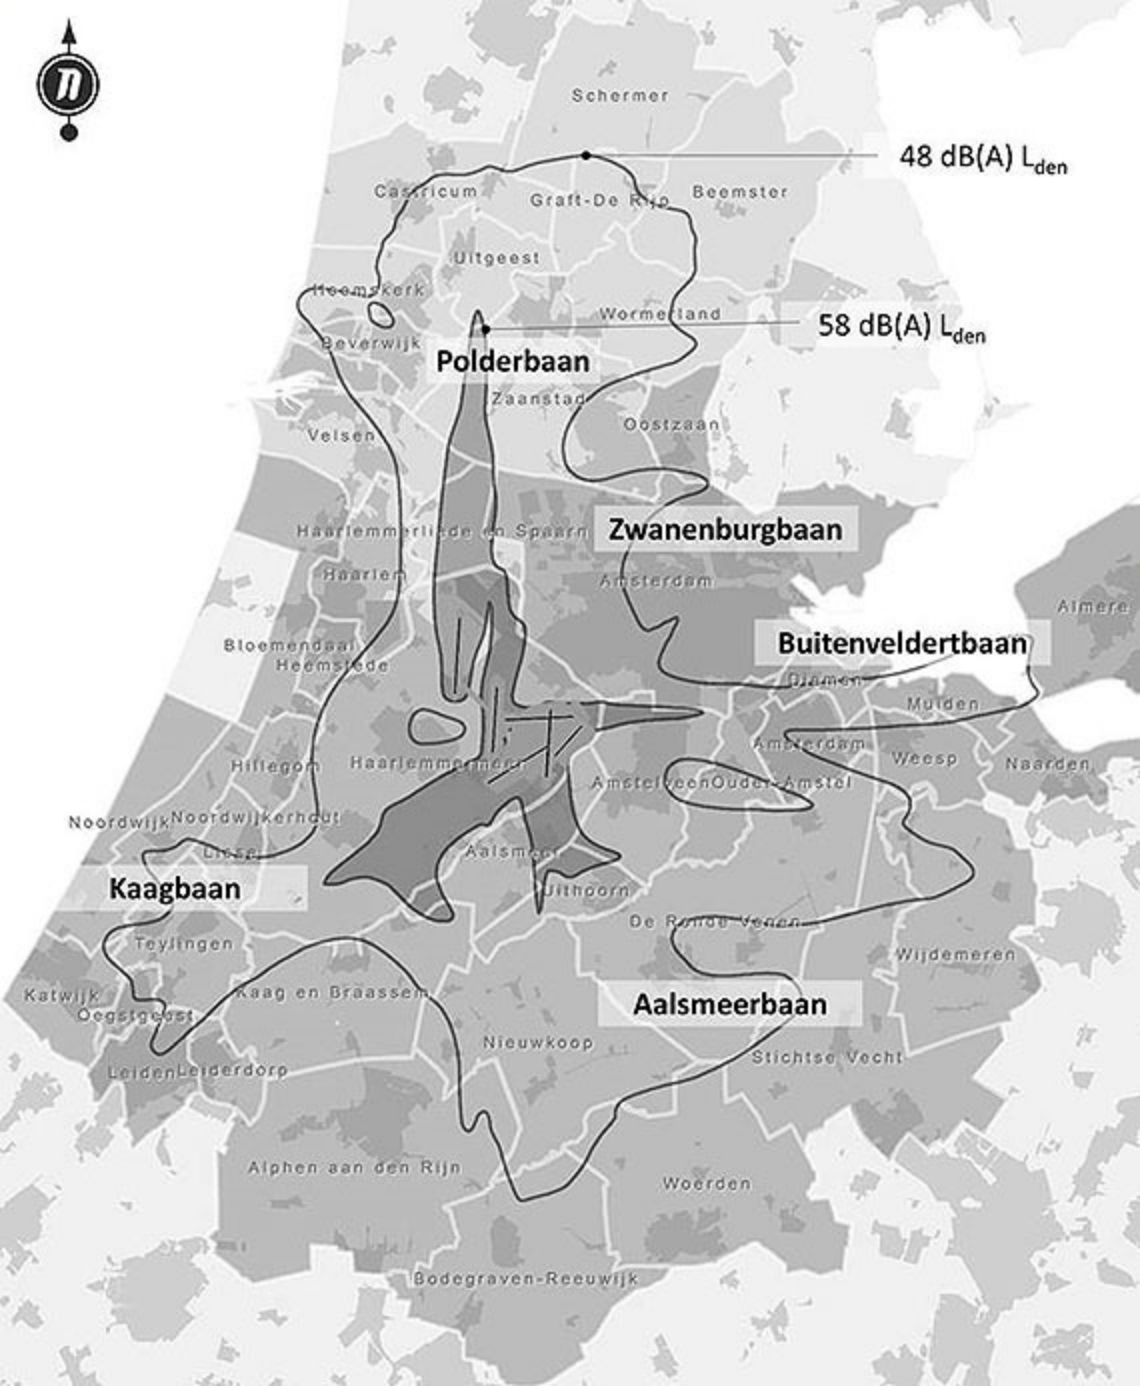 n
Schermer
48 dB(A) Lden
Castricum
Graft-De Rijp
Beemster
Uitgeest
Heemskerk
Wormerland
58 dB(A) Lden
Beverwijk
Polderbaan
Zaanstad
Oostzaan
Velsen
Haarlemmerliede en Spaarn
Zwanenburgbaan
Haarlem
Amsterdam
Almere
Bloemendaal
Buitenveldertbaan
Heemstede
Diemen
Muiden
Amsterdam
Hillegom
Haarlemmermeer
Weesp
Naarden
Amstelveen
Ouder-Amstel
Noordwijk
Noordwijkerhout
Lisse
Aalsmeer
Kaagbaan
Uithoorn
De Ronde Venen
Teylingen
Wijdemeren
Katwijk
Kaag en Braassem
Oegstgeest
Aalsmeerbaan
Nieuwkoop
Stichtse Vecht
Leiden
Leiderdorp
Alphen aan den Rijn
Woerden
Bodegraven-Reeuwijk